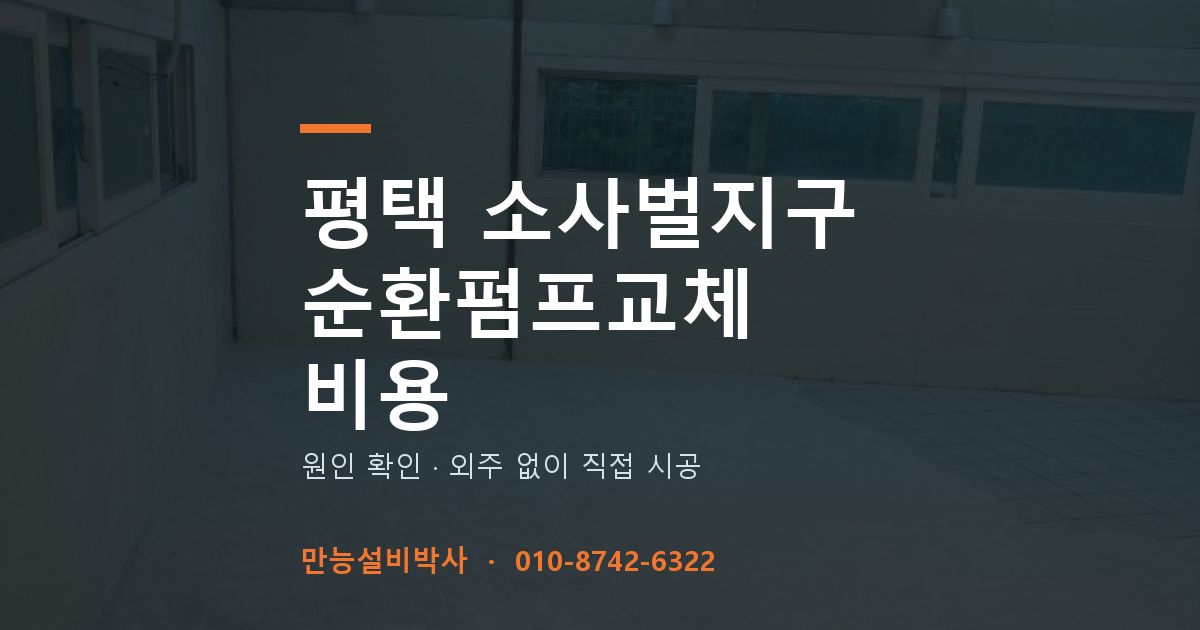 평택 소사벌지구
순환펌프교체
비용
원인 확인 · 외주 없이 직접 시공
만능설비박사 · 010-8742-6322